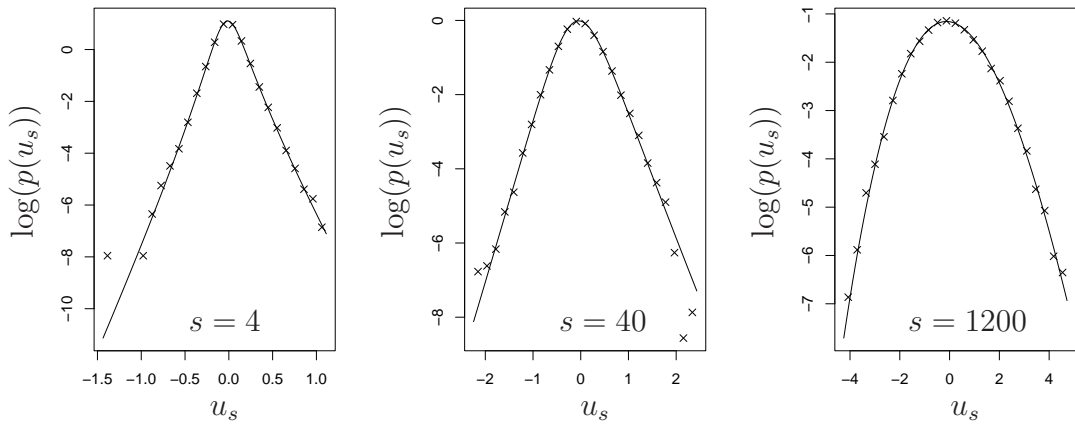 log(p(u_s))
0
−2
−4
−6
−8
−10
s = 4
−1.5 −1.0 −0.5 0.0 0.5 1.0
u_s
log(p(u_s))
0
−2
−4
−6
−8
s = 40
−2 −1 0 1 2
u_s
log(p(u_s))
−1
−2
−3
−4
−5
−6
−7
s = 1200
−4 −2 0 2 4
u_s